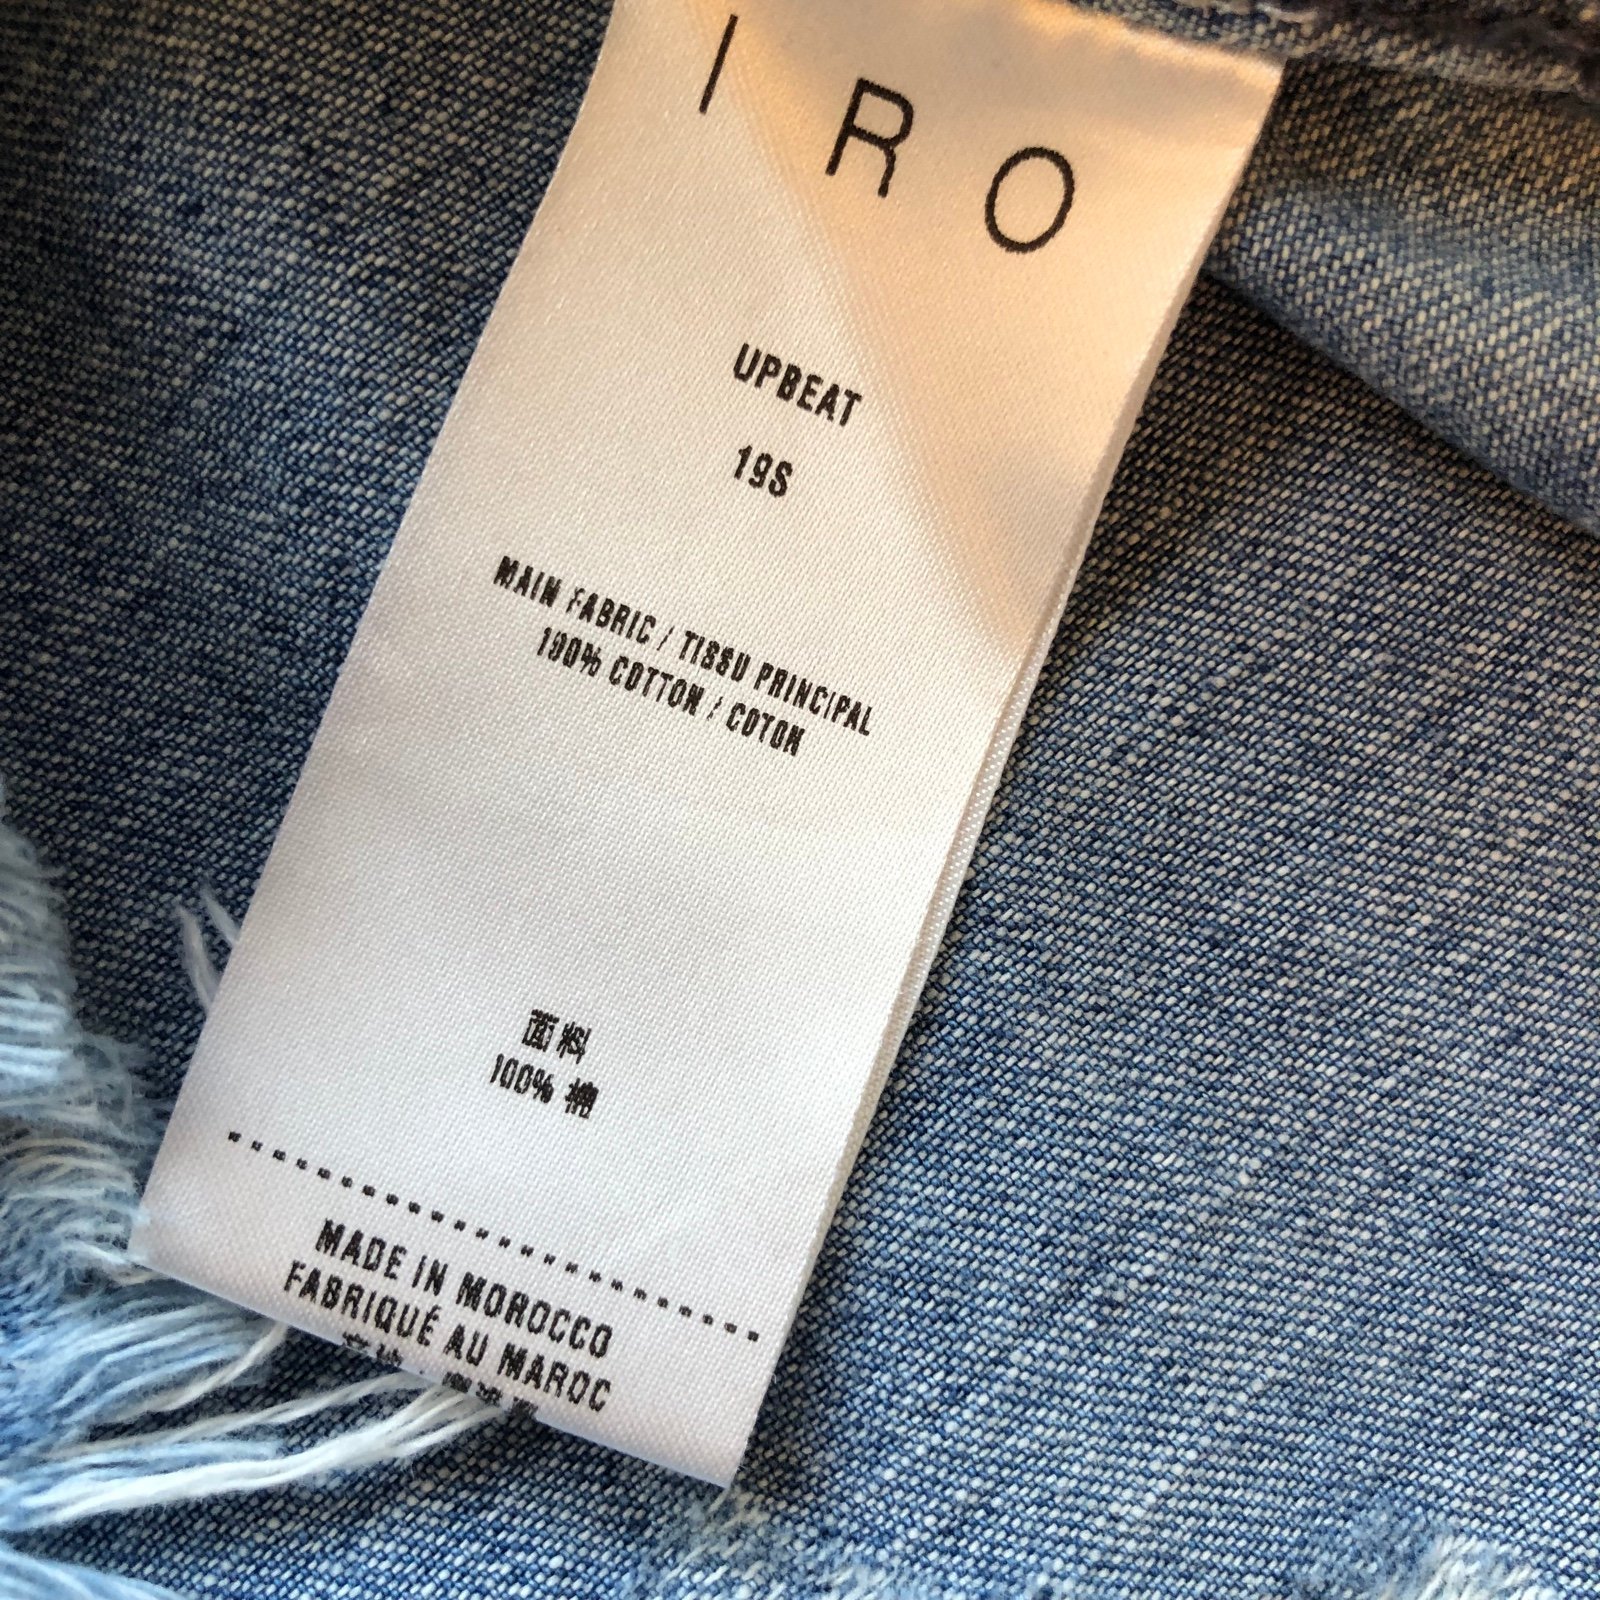 IRO
UPBEAT
19S
MAIN FABRIC / TISSU PRINCIPAL
100% COTTON / COTON
面料
100% 棉
MADE IN MOROCCO
FABRIQUÉ AU MAROC